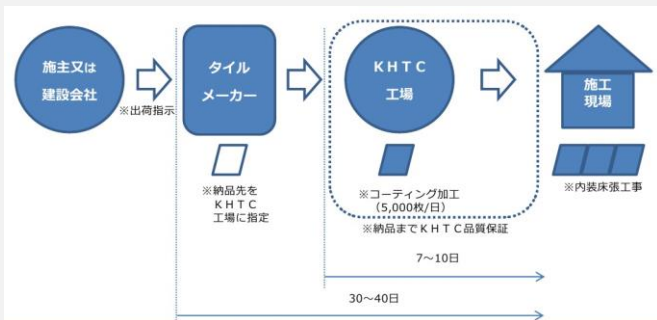 施主又は
建設会社
※出荷指示
タイル
メーカー
※納品先を
KHTC
工場に指定
KHTC
工場
※コーティング加工
(5,000枚/日)
※納品までKHTC品質保証
施工
現場
※内装床張工事
7～10日
30～40日